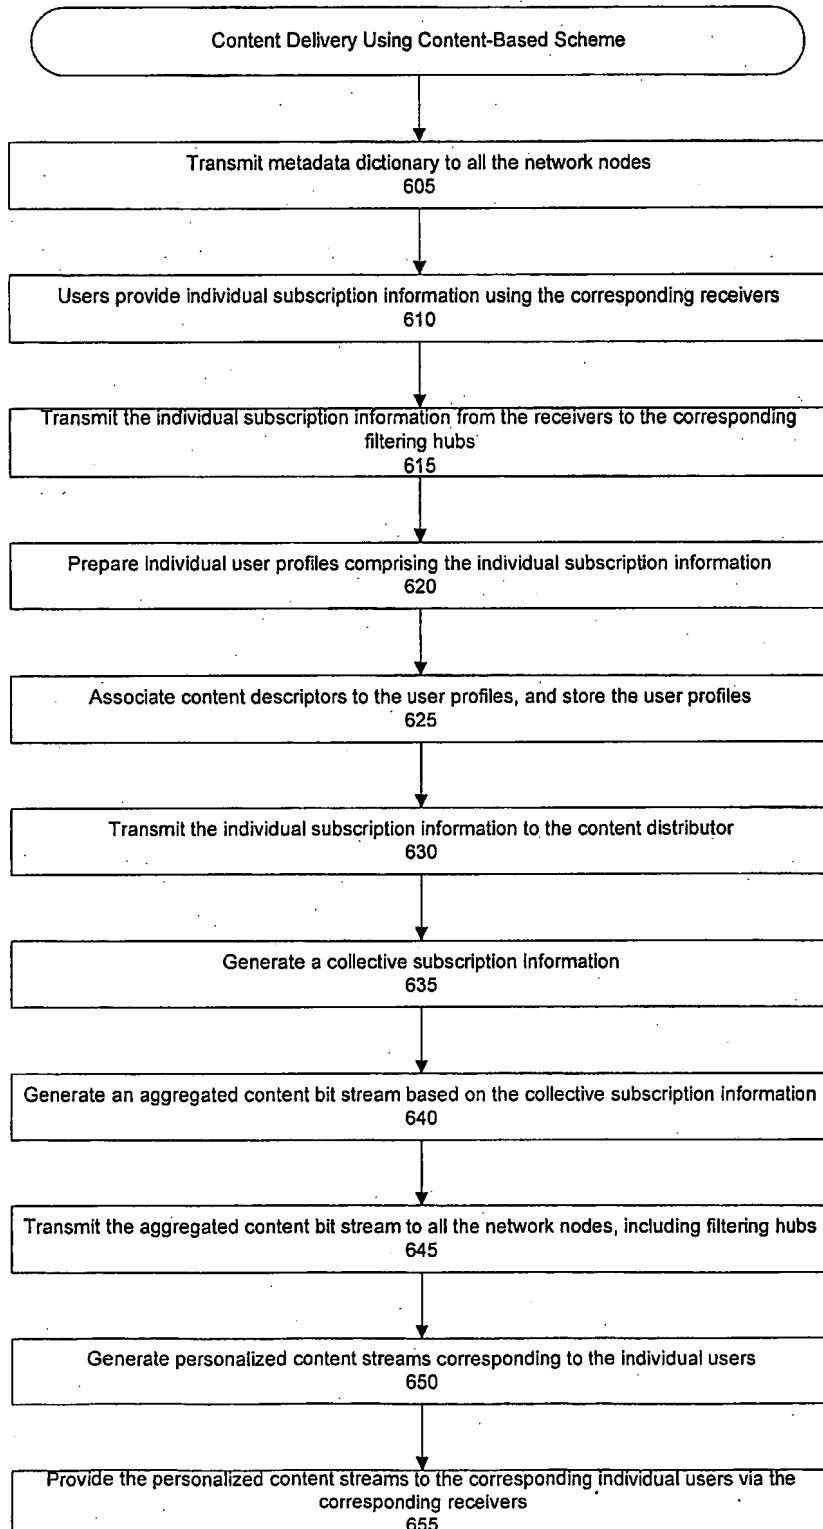 Content Delivery Using Content-Based Scheme
Transmit metadata dictionary to all the network nodes
605
Users provide individual subscription information using the corresponding receivers
610
Transmit the individual subscription information from the receivers to the corresponding
filtering hubs
615
Prepare individual user profiles comprising the individual subscription information
620
Associate content descriptors to the user profiles, and store the user profiles
625
Transmit the individual subscription information to the content distributor
630
Generate a collective subscription information
635
Generate an aggregated content bit stream based on the collective subscription information
640
Transmit the aggregated content bit stream to all the network nodes, including filtering hubs
645
Generate personalized content streams corresponding to the individual users
650
Provide the personalized content streams to the corresponding individual users via the
corresponding receivers
655